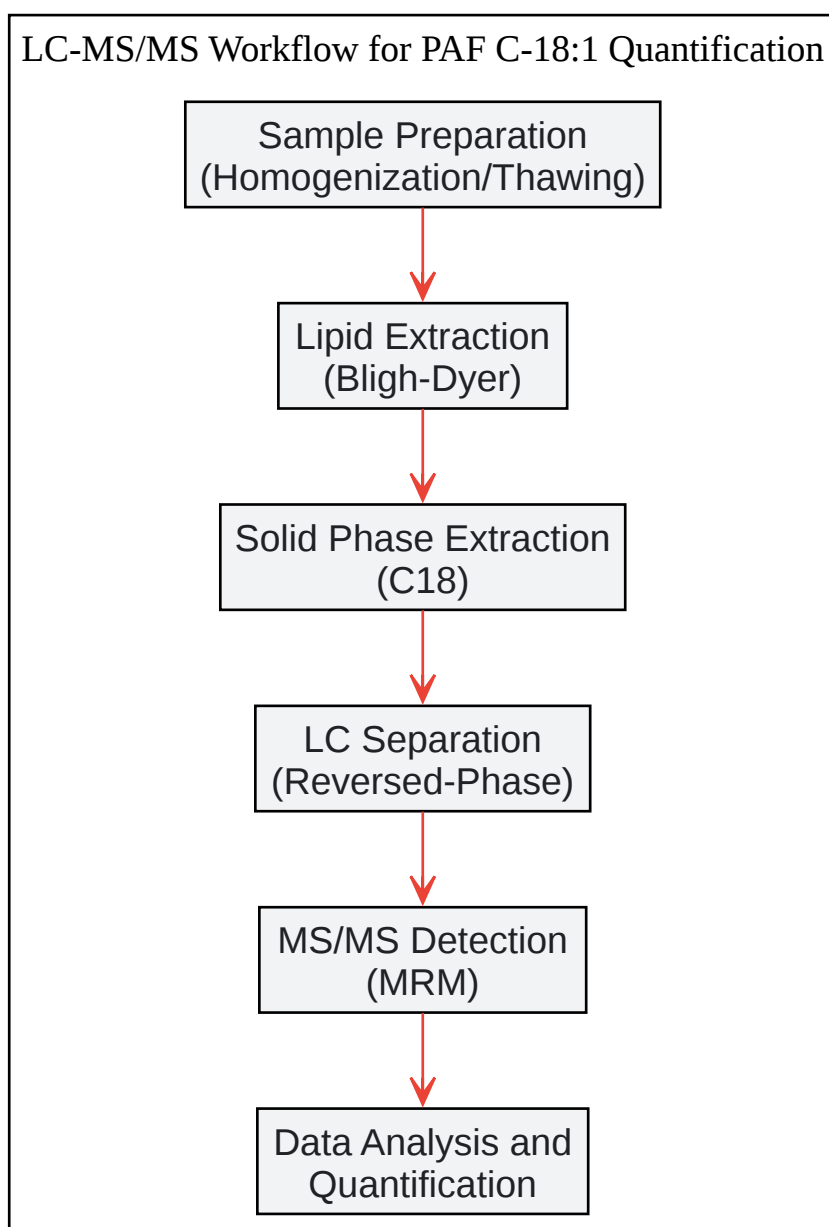 LC-MS/MS Workflow for PAF C-18:1 Quantification
Sample Preparation
(Homogenization/Thawing)
Lipid Extraction
(Bligh-Dyer)
Solid Phase Extraction
(C18)
LC Separation
(Reversed-Phase)
MS/MS Detection
(MRM)
Data Analysis and
Quantification